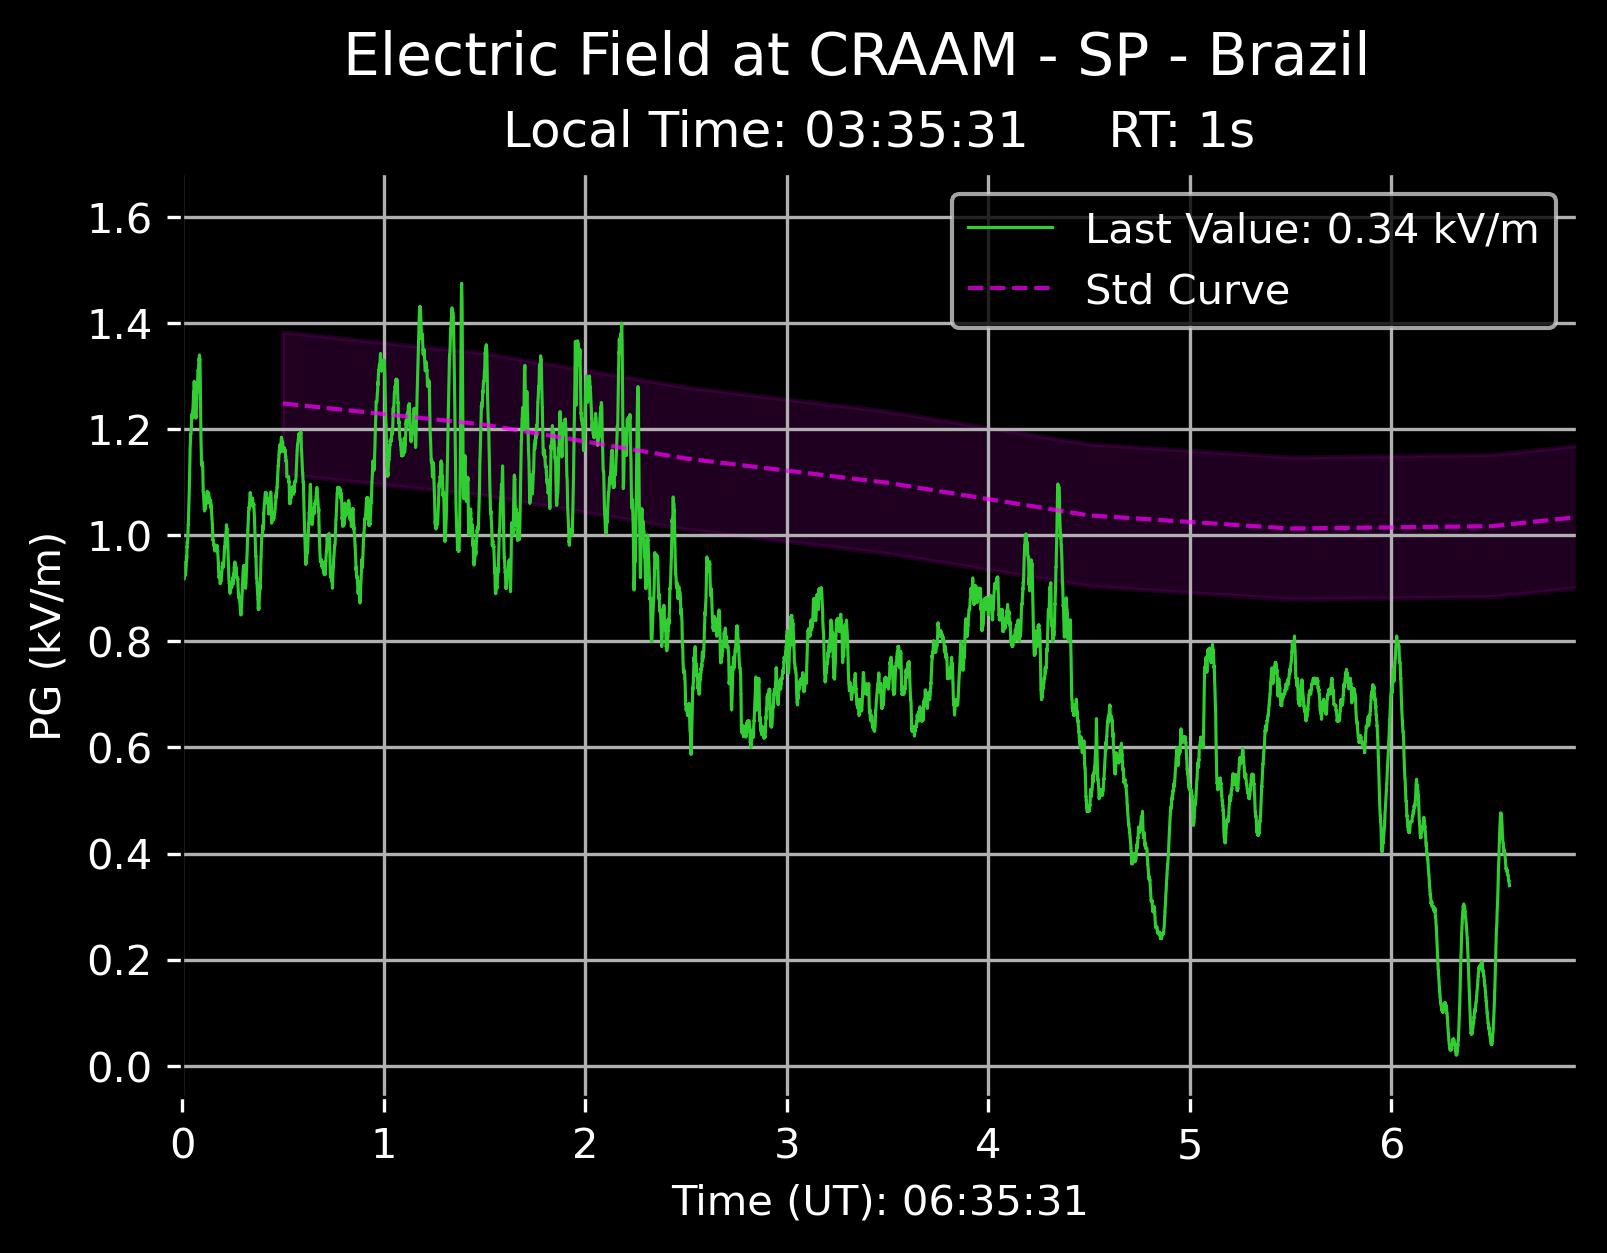 Electric Field at CRAAM - SP - Brazil
Local Time: 03:35:31 RT: 1s
Last Value: 0.34 kV/m
Std Curve
PG (kV/m)
1.6
1.4
1.2
1.0
0.8
0.6
0.4
0.2
0.0
0 1 2 3 4 5 6
Time (UT): 06:35:31